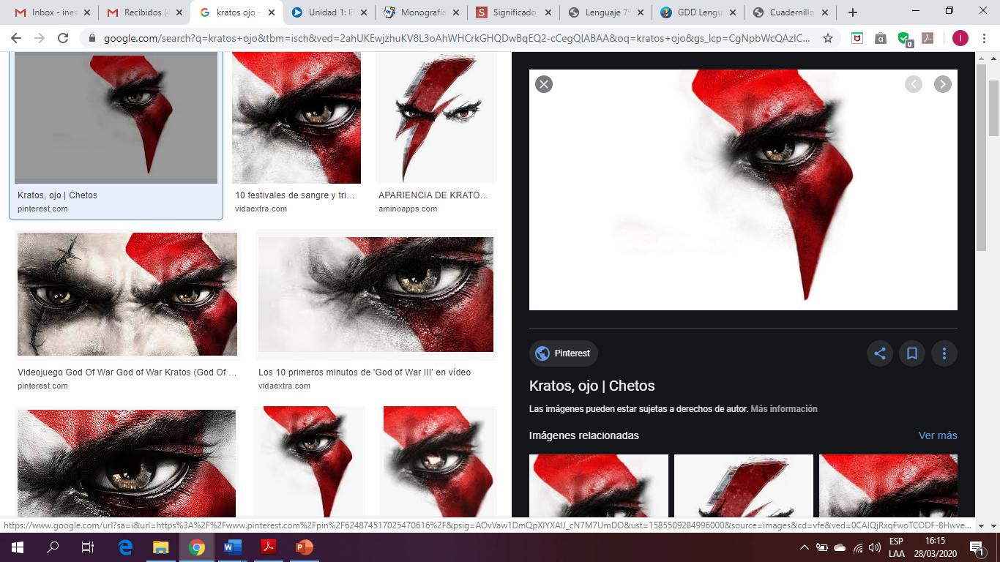 Inbox - ines
Recibidos (4
kratos ojo -
Unidad 1: El
Monografía
Significado
Lenguaje 7º
GDD Lengu
Cuadernillo
google.com/search?q=kratos+ojo&tbm=isch&ved=2ahUKEwjzhuKV8L3oAhWHCrkGHQDwBqEQ2-cCegQIABAA&oq=kratos+ojo&gs_lcp=CgNpbWcQAzIC...
0
I
Kratos, ojo | Chetos
pinterest.com
10 festivales de sangre y tri...
vidaextra.com
APARIENCIA DE KRATO...
aminoapps.com
Videojuego God Of War God of War Kratos (God Of ...
pinterest.com
Los 10 primeros minutos de 'God of War III' en vídeo
vidaextra.com
Pinterest
Kratos, ojo | Chetos
Las imágenes pueden estar sujetas a derechos de autor. Más información
Imágenes relacionadas
Ver más
https://www.google.com/url?sa=i&url=https%3A%2F%2Fwww.pinterest.com%2Fpin%2F624874517025470616%2F&psig=AOvVaw1DmQpXIYXAIJ_cN7M7UmDO&ust=1585509284996000&source=images&cd=vfe&ved=0CAIQjRxqFwoTCODF-8Hwve...
ESP
LAA
16:15
28/03/2020
1